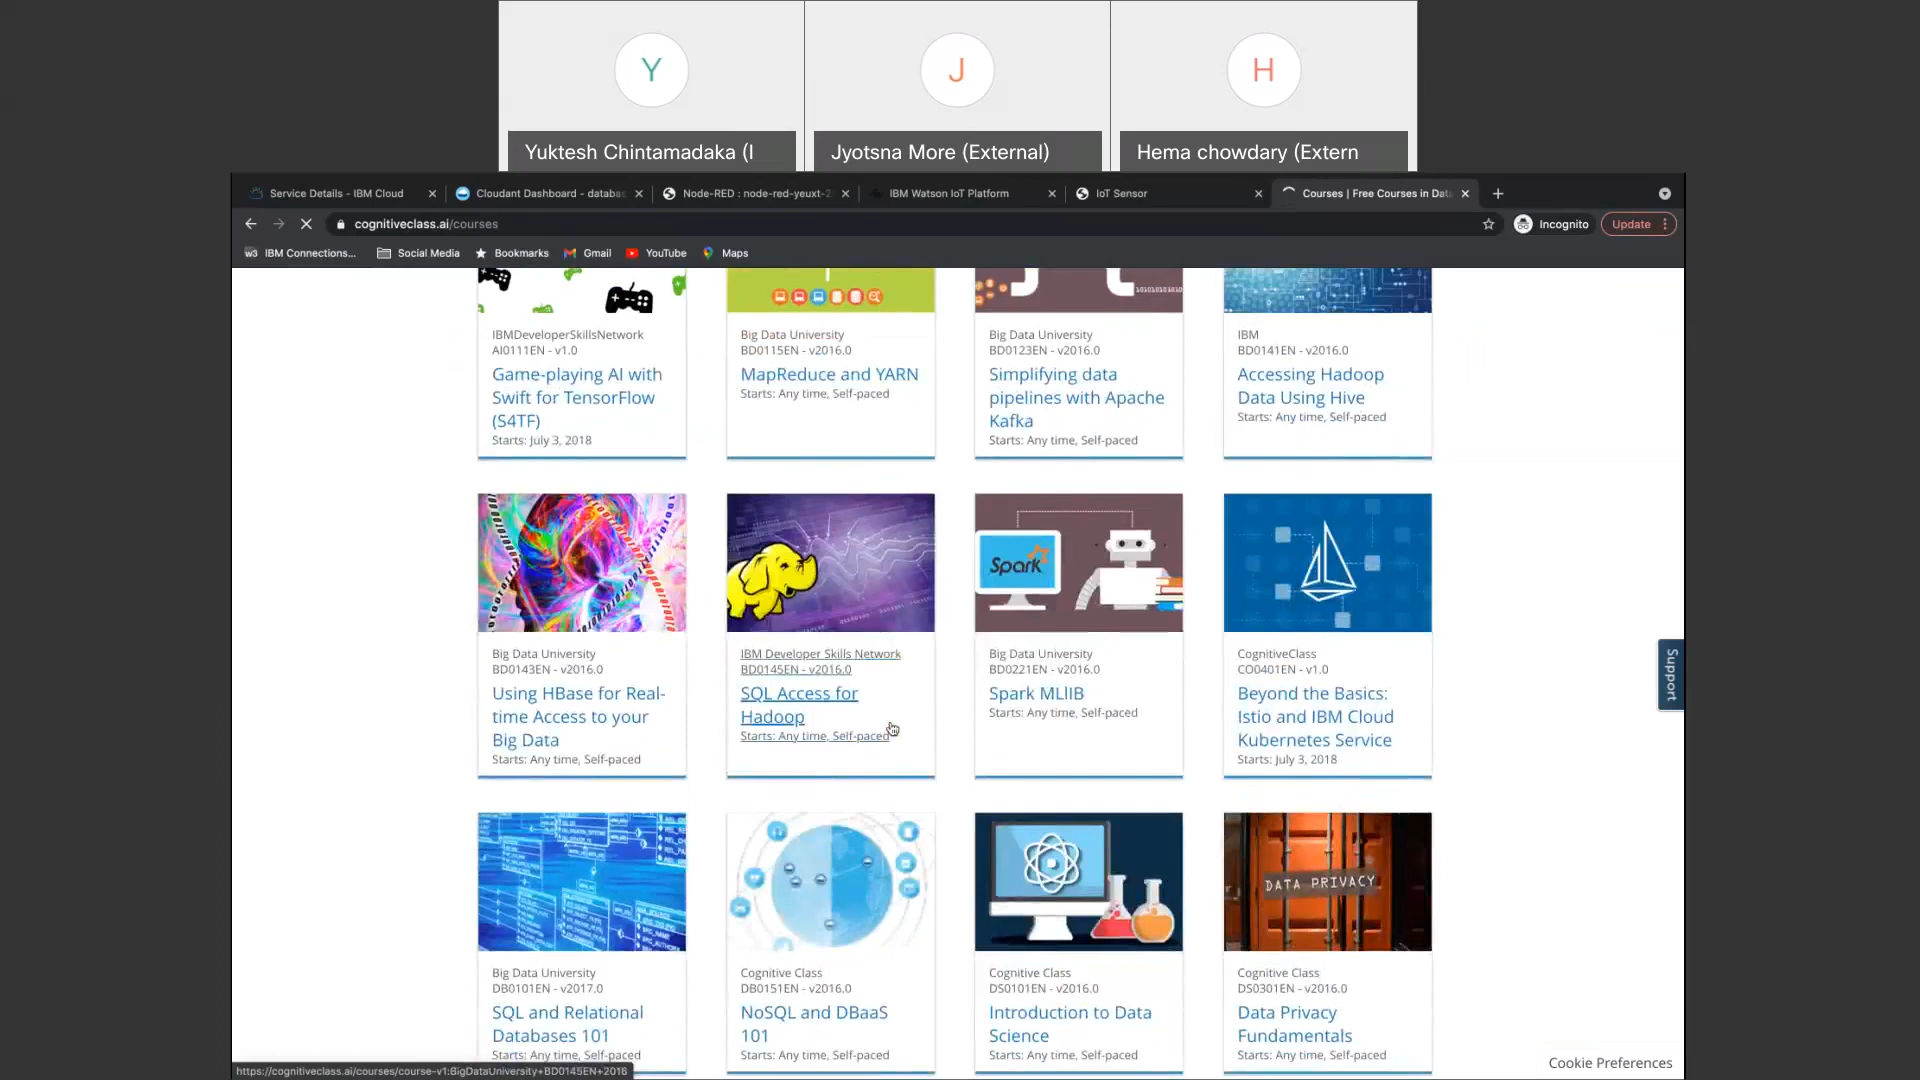 Y
J
H
Yuktesh Chintamadaka (I
Jyotsna More (External)
Hema chowdary (Extern
Service Details - IBM Cloud
Cloudant Dashboard - databas
Node-RED : node-red-yeuxt-2
IBM Watson IoT Platform
IoT Sensor
Courses | Free Courses in Data
cognitiveclass.ai/courses
Incognito
Update
w3 IBM Connections...
Social Media
Bookmarks
Gmail
YouTube
Maps
IBMDeveloperSkillsNetwork
AI0111EN - v1.0
Game-playing AI with
Swift for TensorFlow
(S4TF)
Starts: July 3, 2018
Big Data University
BD0115EN - v2016.0
MapReduce and YARN
Starts: Any time, Self-paced
Big Data University
BD0123EN - v2016.0
Simplifying data
pipelines with Apache
Kafka
Starts: Any time, Self-paced
IBM
BD0141EN - v2016.0
Accessing Hadoop
Data Using Hive
Starts: Any time, Self-paced
Big Data University
BD0143EN - v2016.0
Using HBase for Real-
time Access to your
Big Data
Starts: Any time, Self-paced
IBM Developer Skills Network
BD0145EN - v2016.0
SQL Access for
Hadoop
Starts: Any time, Self-paced
Spark
Big Data University
BD0221EN - v2016.0
Spark MLlIB
Starts: Any time, Self-paced
CognitiveClass
CO0401EN - v1.0
Beyond the Basics:
Istio and IBM Cloud
Kubernetes Service
Starts: July 3, 2018
Support
Big Data University
DB0101EN - v2017.0
SQL and Relational
Databases 101
Starts: Any time, Self-paced
Cognitive Class
DB0151EN - v2016.0
NoSQL and DBaaS
101
Starts: Any time, Self-paced
Cognitive Class
DS0101EN - v2016.0
Introduction to Data
Science
Starts: Any time, Self-paced
DATA PRIVACY
Cognitive Class
DS0301EN - v2016.0
Data Privacy
Fundamentals
Starts: Any time, Self-paced
Cookie Preferences
https://cognitiveclass.ai/courses/course-v1:BigDataUniversity+BD0145EN+2016